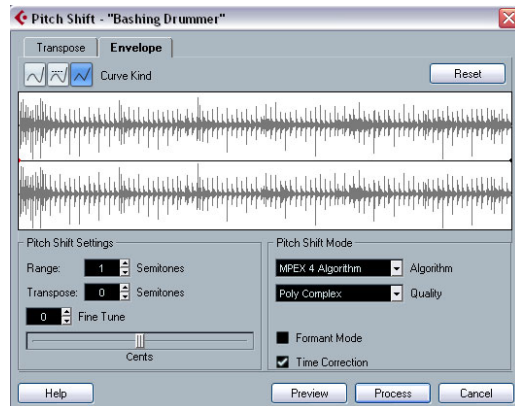 Pitch Shift - "Bashing Drummer"
Transpose
Envelope
Curve Kind
Reset
Pitch Shift Settings
Range: 1 Semitones
Transpose: 0 Semitones
0 Fine Tune
Cents
Pitch Shift Mode
MPEX 4 Algorithm Algorithm
Poly Complex Quality
Formant Mode
Time Correction
Help
Preview
Process
Cancel